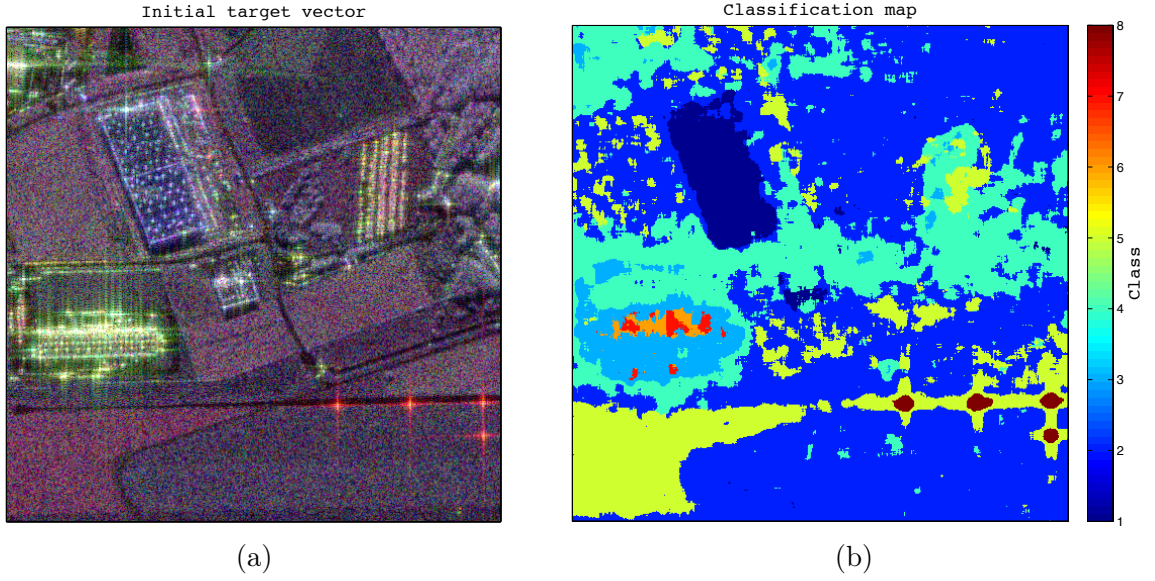 Initial target vector
Classification map
8
7
6
5
4
3
2
1
Class
(a)
(b)